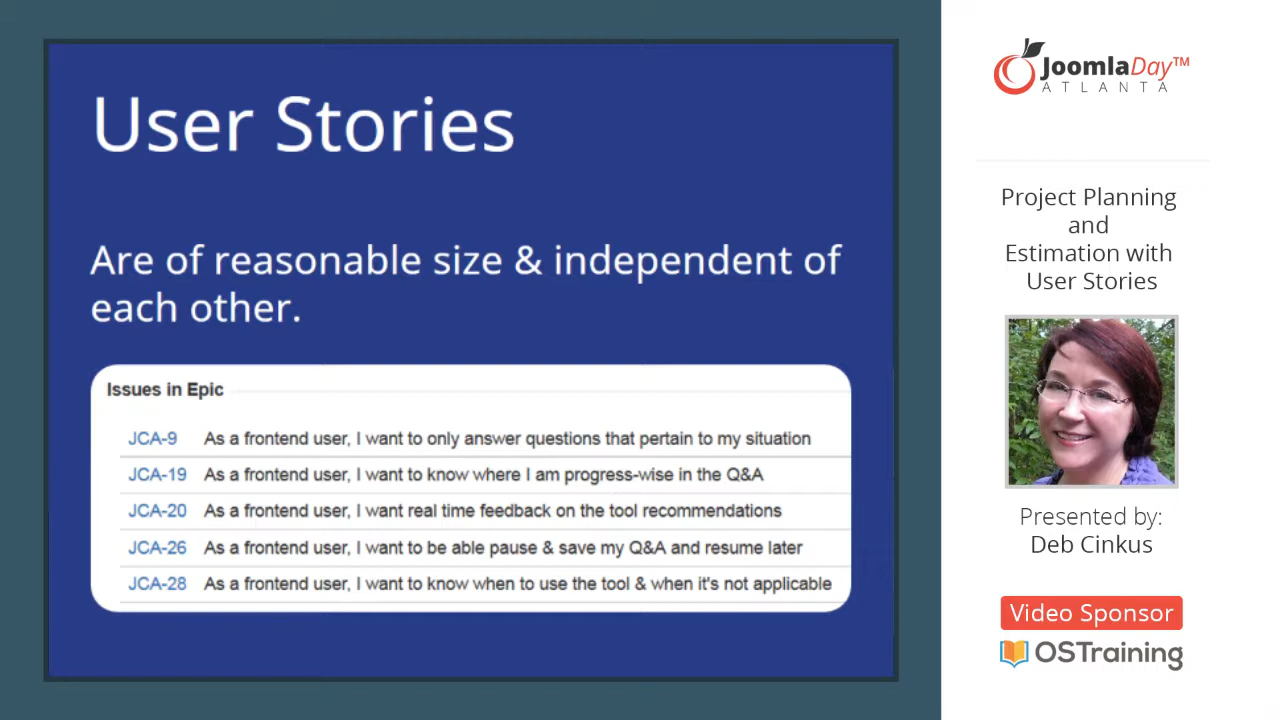 User Stories
Are of reasonable size & independent of
each other.
Issues in Epic
JCA-9 As a frontend user, I want to only answer questions that pertain to my situation
JCA-19 As a frontend user, I want to know where I am progress-wise in the Q&A
JCA-20 As a frontend user, I want real time feedback on the tool recommendations
JCA-26 As a frontend user, I want to be able pause & save my Q&A and resume later
JCA-28 As a frontend user, I want to know when to use the tool & when it's not applicable
JoomlaDay™
ATLANTA
Project Planning
and
Estimation with
User Stories
Presented by:
Deb Cinkus
Video Sponsor
OSTraining